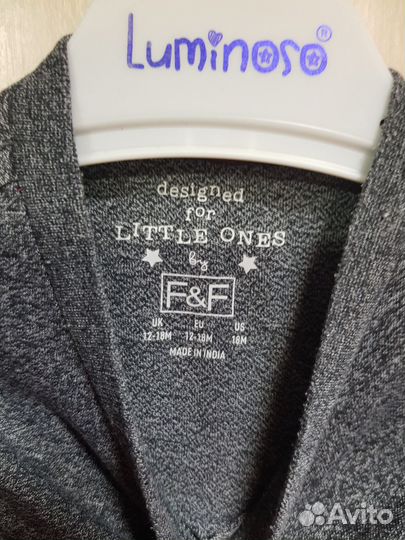 Luminoso®
designed
for
LITTLE ONES
by
F&F
UK EU US
12-18M 12-18M 18M
MADE IN INDIA
Avito